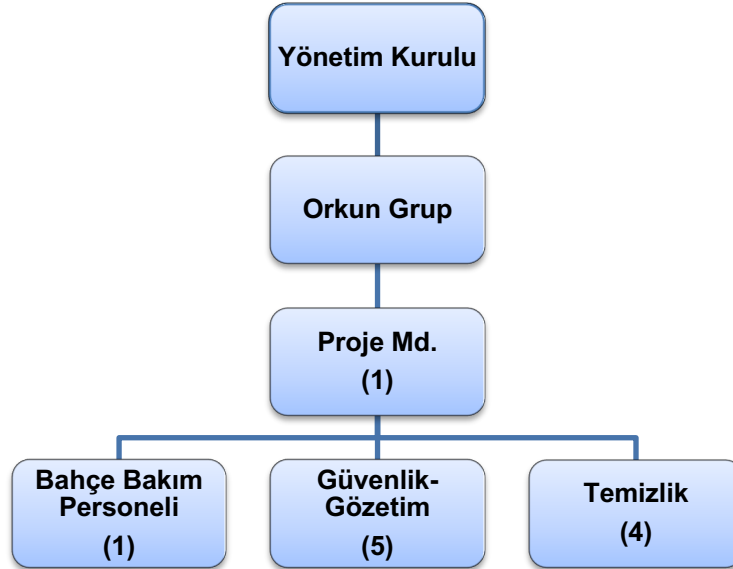 Yönetim Kurulu
Orkun Grup
Proje Md.
(1)
Bahçe Bakım
Personeli
(1)
Güvenlik-
Gözetim
(5)
Temizlik
(4)